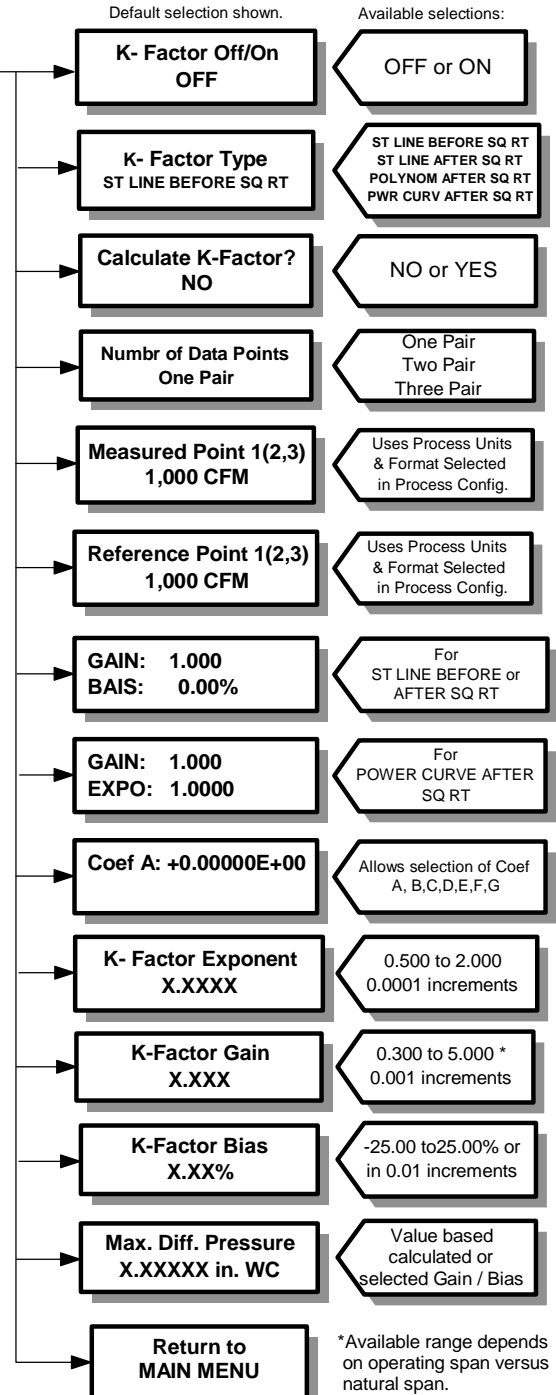 Default selection shown.
Available selections:
K- Factor Off/On
OFF
OFF or ON
K- Factor Type
ST LINE BEFORE SQ RT
ST LINE BEFORE SQ RT
ST LINE AFTER SQ RT
POLYNOM AFTER SQ RT
PWR CURV AFTER SQ RT
Calculate K-Factor?
NO
NO or YES
Numbr of Data Points
One Pair
One Pair
Two Pair
Three Pair
Measured Point 1(2,3)
1,000 CFM
Uses Process Units
& Format Selected
in Process Config.
Reference Point 1(2,3)
1,000 CFM
Uses Process Units
& Format Selected
in Process Config.
GAIN: 1.000
BAIS: 0.00%
For
ST LINE BEFORE or
AFTER SQ RT
GAIN: 1.000
EXPO: 1.0000
For
POWER CURVE AFTER
SQ RT
Coef A: +0.00000E+00
Allows selection of Coef
A, B,C,D,E,F,G
K- Factor Exponent
X.XXXX
0.500 to 2.000
0.0001 increments
K-Factor Gain
X.XXX
0.300 to 5.000 *
0.001 increments
K-Factor Bias
X.XX%
-25.00 to25.00% or
in 0.01 increments
Max. Diff. Pressure
X.XXXXX in. WC
Value based
calculated or
selected Gain / Bias
Return to
MAIN MENU
*Available range depends
on operating span versus
natural span.